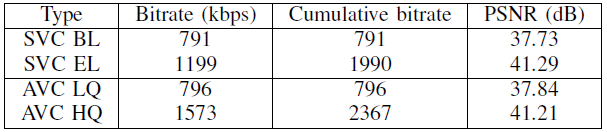 Type Bitrate (kbps) Cumulative bitrate PSNR (dB)
SVC BL 791 791 37.73
SVC EL 1199 1990 41.29
AVC LQ 796 796 37.84
AVC HQ 1573 2367 41.21